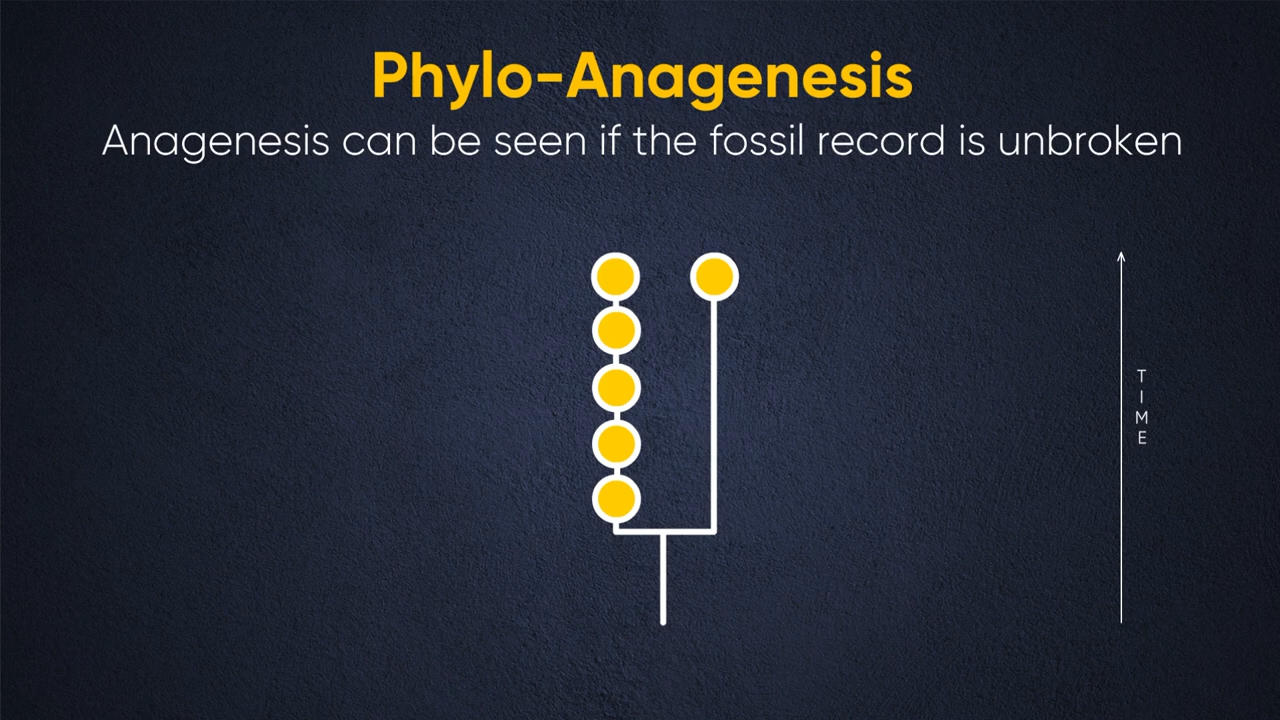 Phylo-Anagenesis
Anagenesis can be seen if the fossil record is unbroken
TIME